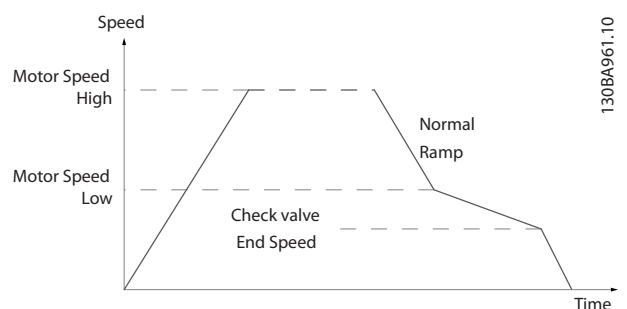 Speed
130BA961.10
Motor Speed
High
Normal
Ramp
Motor Speed
Low
Check valve
End Speed
Time